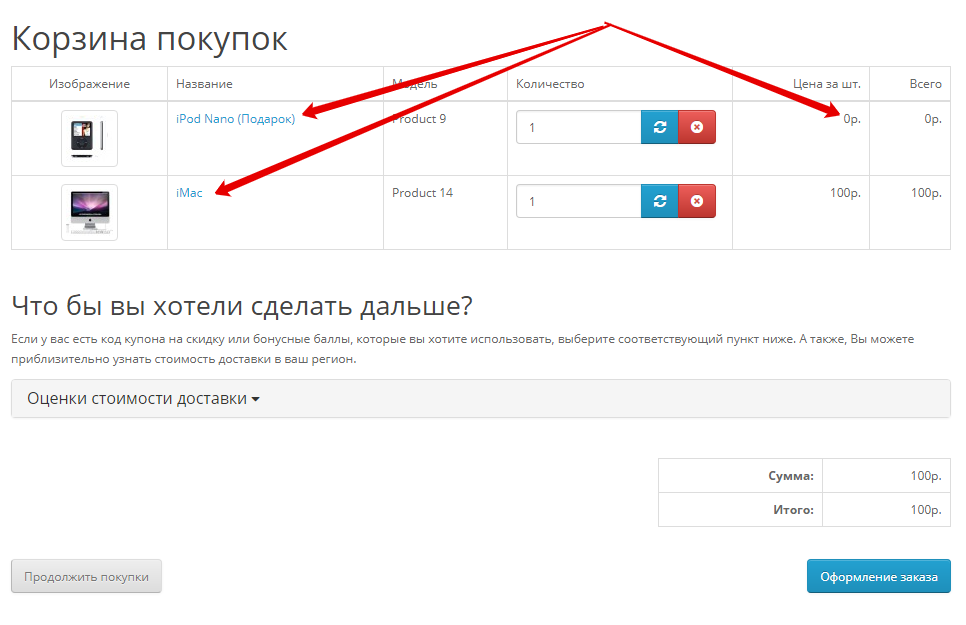 Корзина покупок
Изображение Название Модель Количество Цена за шт. Всего
iPod Nano (Подарок) Product 9 1 0р. 0р.
iMac Product 14 1 100р. 100р.
Что бы вы хотели сделать дальше?
Если у вас есть код купона на скидку или бонусные баллы, которые вы хотите использовать, выберите соответствующий пункт ниже. А также, Вы можете
приблизительно узнать стоимость доставки в ваш регион.
Оценки стоимости доставки
Сумма: 100р.
Итого: 100р.
Продолжить покупки Оформление заказа